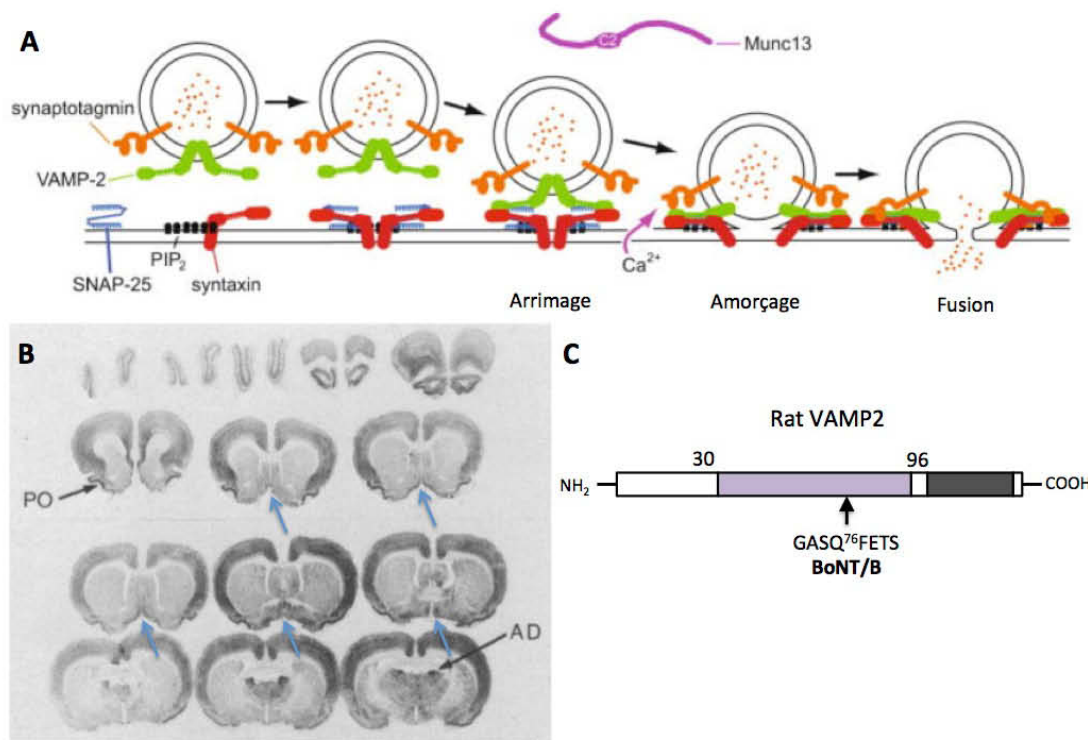 A
C2
Munc13
synaptotagmin
VAMP-2
PIP₂
SNAP-25
syntaxin
Ca²⁺
Arrimage
Amorçage
Fusion
B
PO
AD
C
Rat VAMP2
30
96
NH₂
COOH
GASQ⁷⁶FETS
BoNT/B